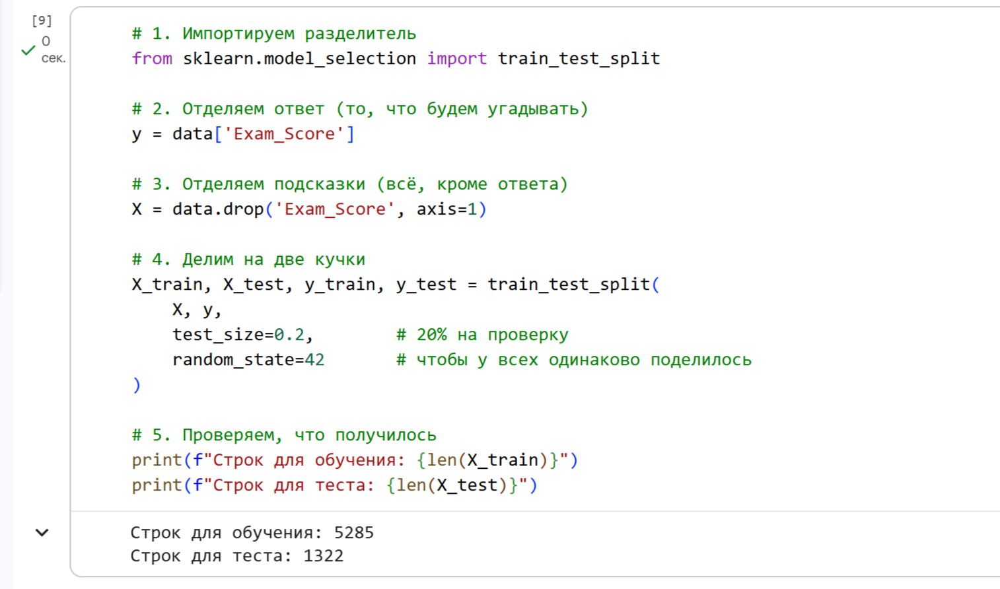 [9]
0
сек.
# 1. Импортируем разделитель
from sklearn.model_selection import train_test_split
# 2. Отделяем ответ (то, что будем угадывать)
y = data['Exam_Score']
# 3. Отделяем подсказки (всё, кроме ответа)
X = data.drop('Exam_Score', axis=1)
# 4. Делим на две кучки
X_train, X_test, y_train, y_test = train_test_split(
    X, y,
    test_size=0.2,        # 20% на проверку
    random_state=42       # чтобы у всех одинаково поделилось
)
# 5. Проверяем, что получилось
print(f"Строк для обучения: {len(X_train)}")
print(f"Строк для теста: {len(X_test)}")
Строк для обучения: 5285
Строк для теста: 1322